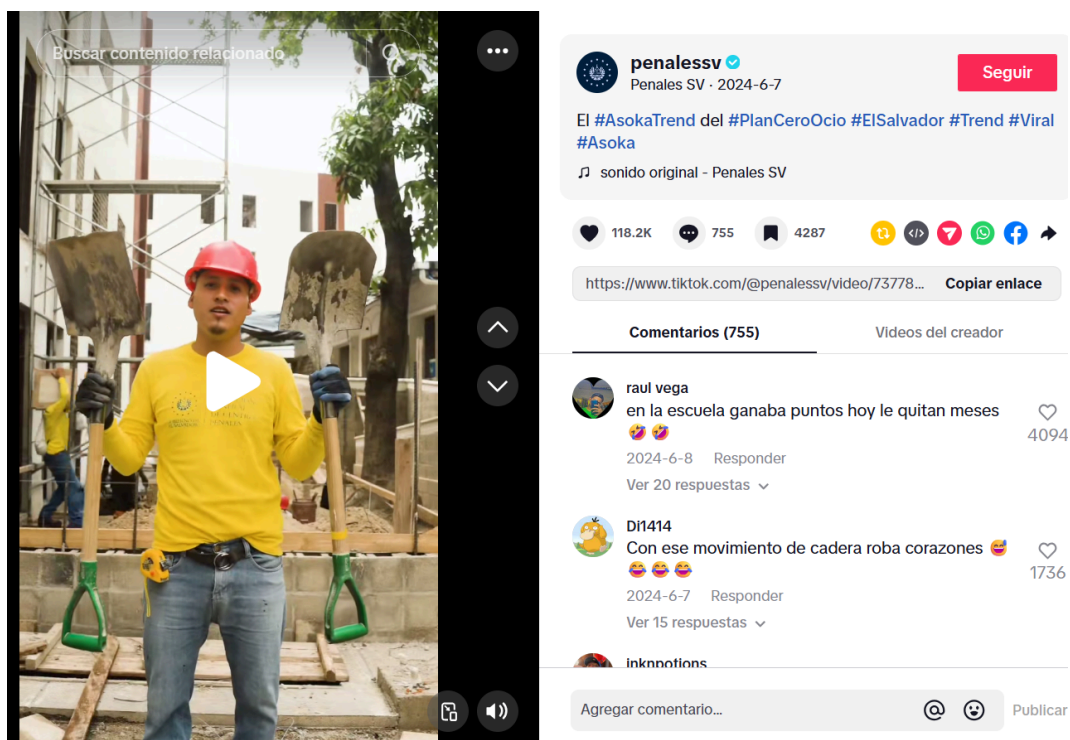 Buscar contenido relacionado
penalessv
Penales SV · 2024-6-7
Seguir
El #AsokaTrend del #PlanCeroOcio #ElSalvador #Trend #Viral
#Asoka
sonido original - Penales SV
118.2K
755
4287
https://www.tiktok.com/@penalessv/video/73778...
Copiar enlace
Comentarios (755)
Videos del creador
raul vega
en la escuela ganaba puntos hoy le quitan meses
🤣 🤣
4094
2024-6-8 Responder
Ver 20 respuestas
Di1414
Con ese movimiento de cadera roba corazones 😅
😂 😂 😂
1736
2024-6-7 Responder
Ver 15 respuestas
inknpotions
Agregar comentario...
Publicar
PENALES